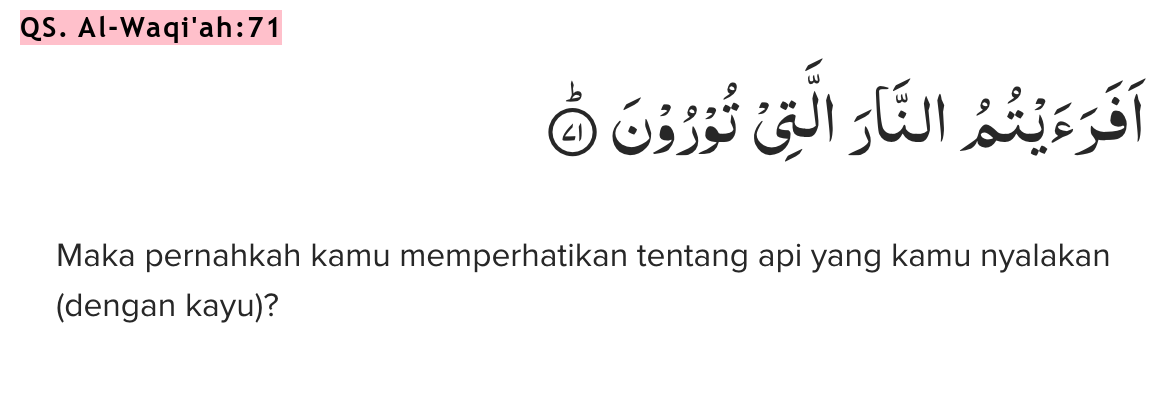 QS. Al-Waqi'ah:71
اَفَرَءَيْتُمُ النَّارَ الَّتِيْ تُوْرُوْنَ ۗ ٧١
Maka pernahkah kamu memperhatikan tentang api yang kamu nyalakan
(dengan kayu)?